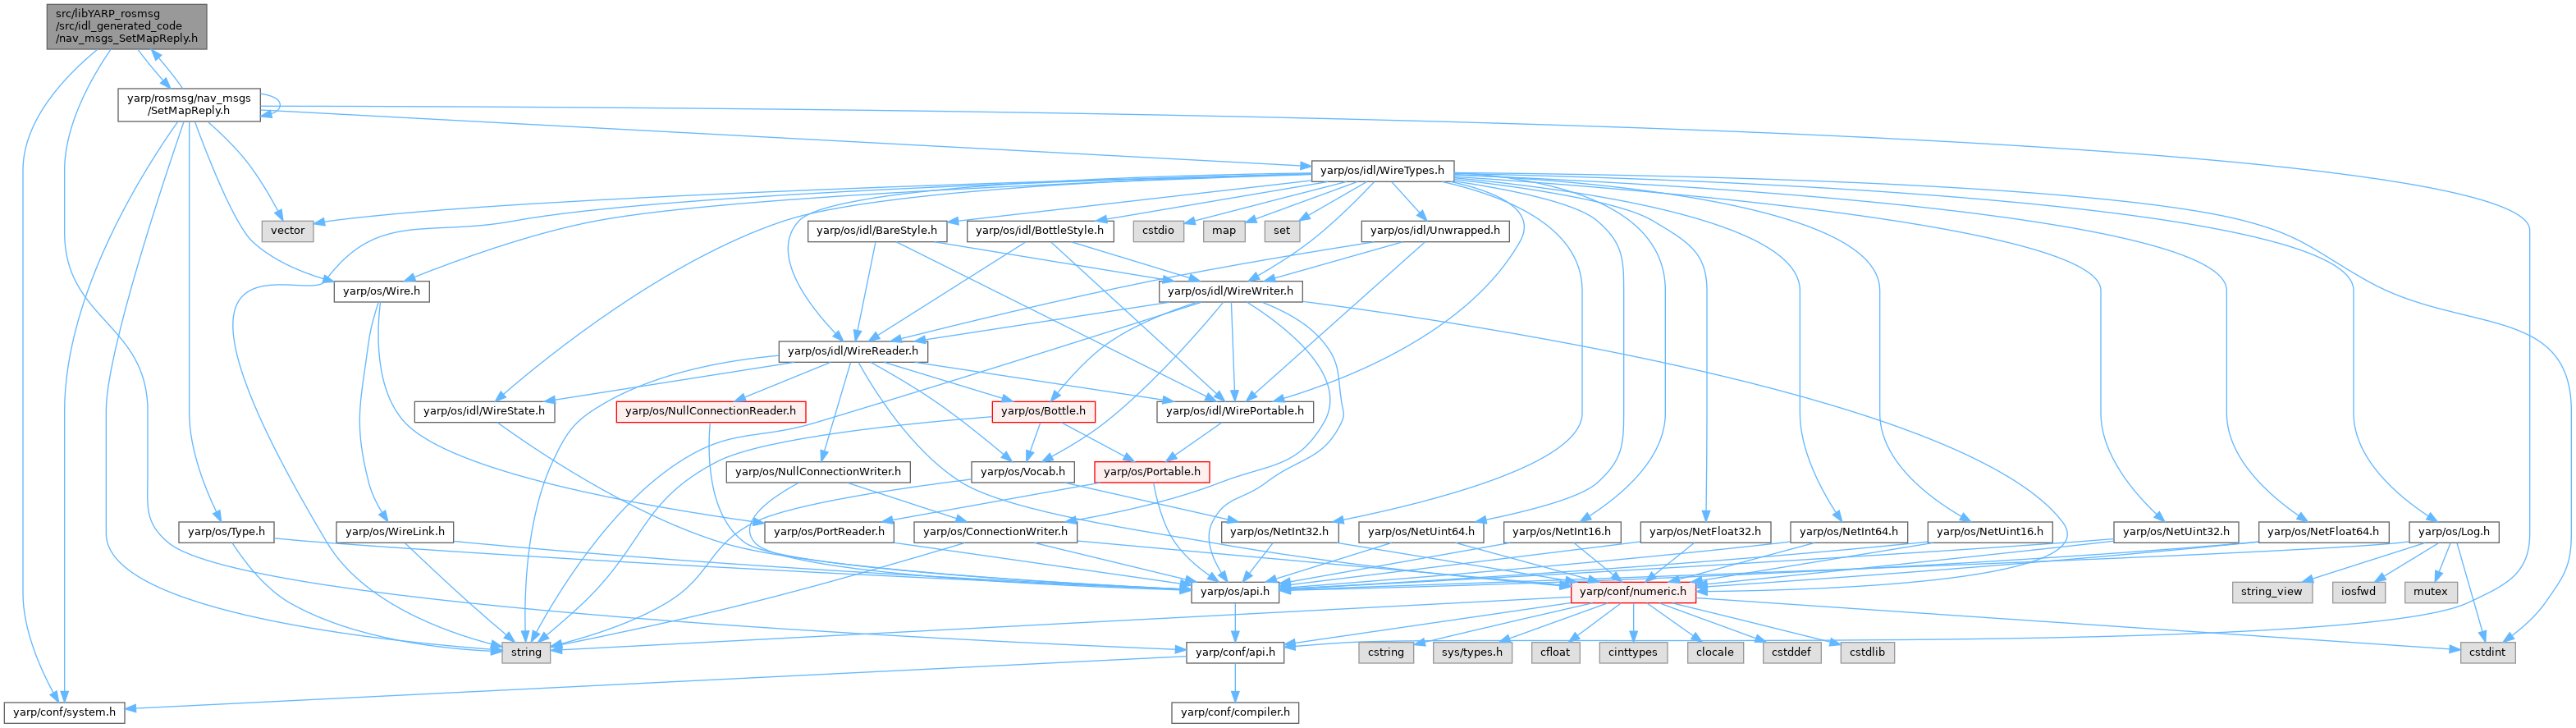 src/libYARP_rosmsg
/src/idl_generated_code
/nav_msgs_SetMapReply.h
yarp/rosmsg/nav_msgs
/SetMapReply.h
yarp/os/idl/WireTypes.h
vector
yarp/os/idl/BareStyle.h
yarp/os/idl/BottleStyle.h
cstdio
map
set
yarp/os/idl/Unwrapped.h
yarp/os/Wire.h
yarp/os/idl/WireWriter.h
yarp/os/idl/WireReader.h
yarp/os/idl/WireState.h
yarp/os/NullConnectionReader.h
yarp/os/Bottle.h
yarp/os/idl/WirePortable.h
yarp/os/NullConnectionWriter.h
yarp/os/Vocab.h
yarp/os/Portable.h
yarp/os/Type.h
yarp/os/WireLink.h
yarp/os/PortReader.h
yarp/os/ConnectionWriter.h
yarp/os/NetInt32.h
yarp/os/NetUint64.h
yarp/os/NetInt16.h
yarp/os/NetFloat32.h
yarp/os/NetInt64.h
yarp/os/NetUint16.h
yarp/os/NetUint32.h
yarp/os/NetFloat64.h
yarp/os/Log.h
yarp/os/api.h
yarp/conf/numeric.h
string_view
iosfwd
mutex
string
yarp/conf/api.h
cstring
sys/types.h
cfloat
cinttypes
clocale
cstddef
cstdlib
cstdint
yarp/conf/system.h
yarp/conf/compiler.h